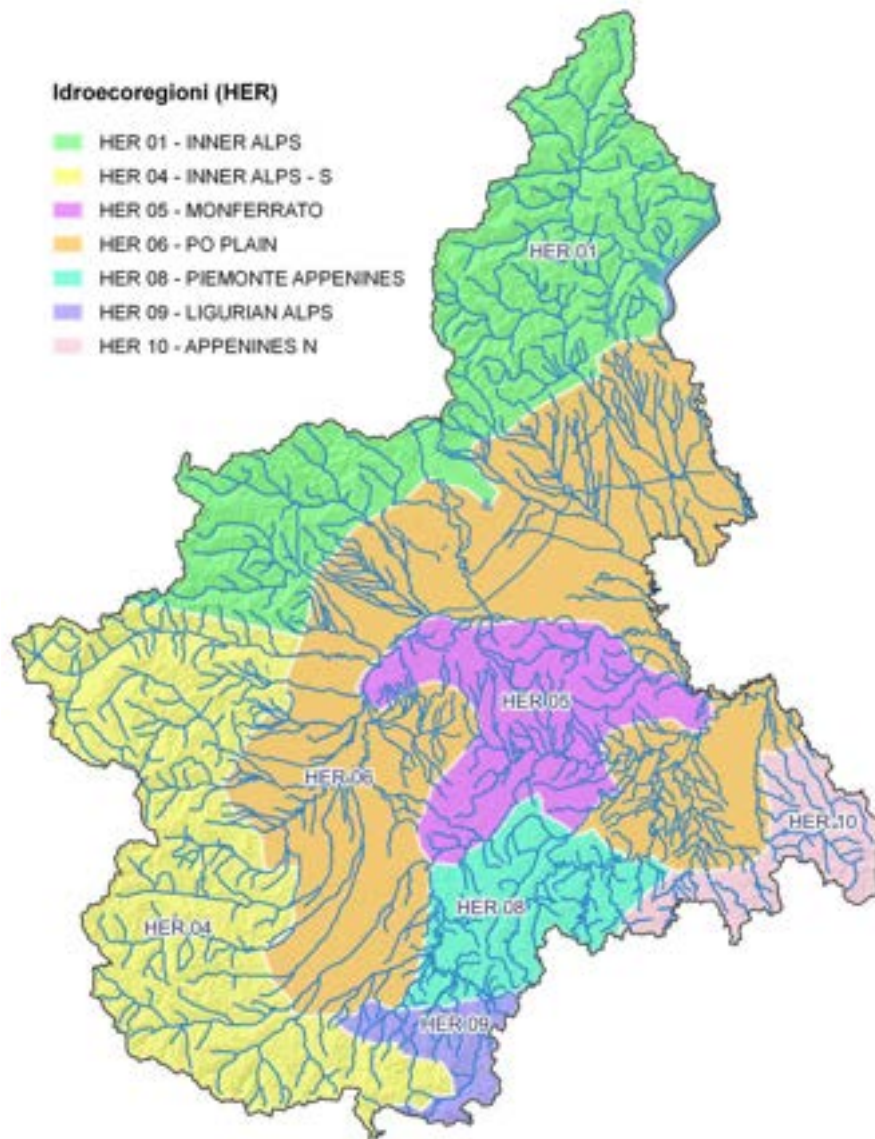 Idroecoregioni (HER)
HER 01 - INNER ALPS
HER 04 - INNER ALPS - S
HER 05 - MONFERRATO
HER 06 - PO PLAIN
HER 08 - PIEMONTE APPENINES
HER 09 - LIGURIAN ALPS
HER 10 - APPENINES N
HER 01
HER 05
HER 06
HER 10
HER 08
HER 04
HER 09